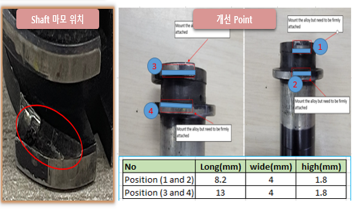 Shaft 마모 위치
개선 Point
Mount the alloy but need to be firmly
attached
Mount the alloy but need to be firmly
attached
3
1
4
2
Mount the alloy but need to be firmly
attached
Mount the alloy but need to be firmly
attached
No Long(mm) wide(mm) high(mm)
Position (1 and 2) 8.2 4 1.8
Position (3 and 4) 13 4 1.8